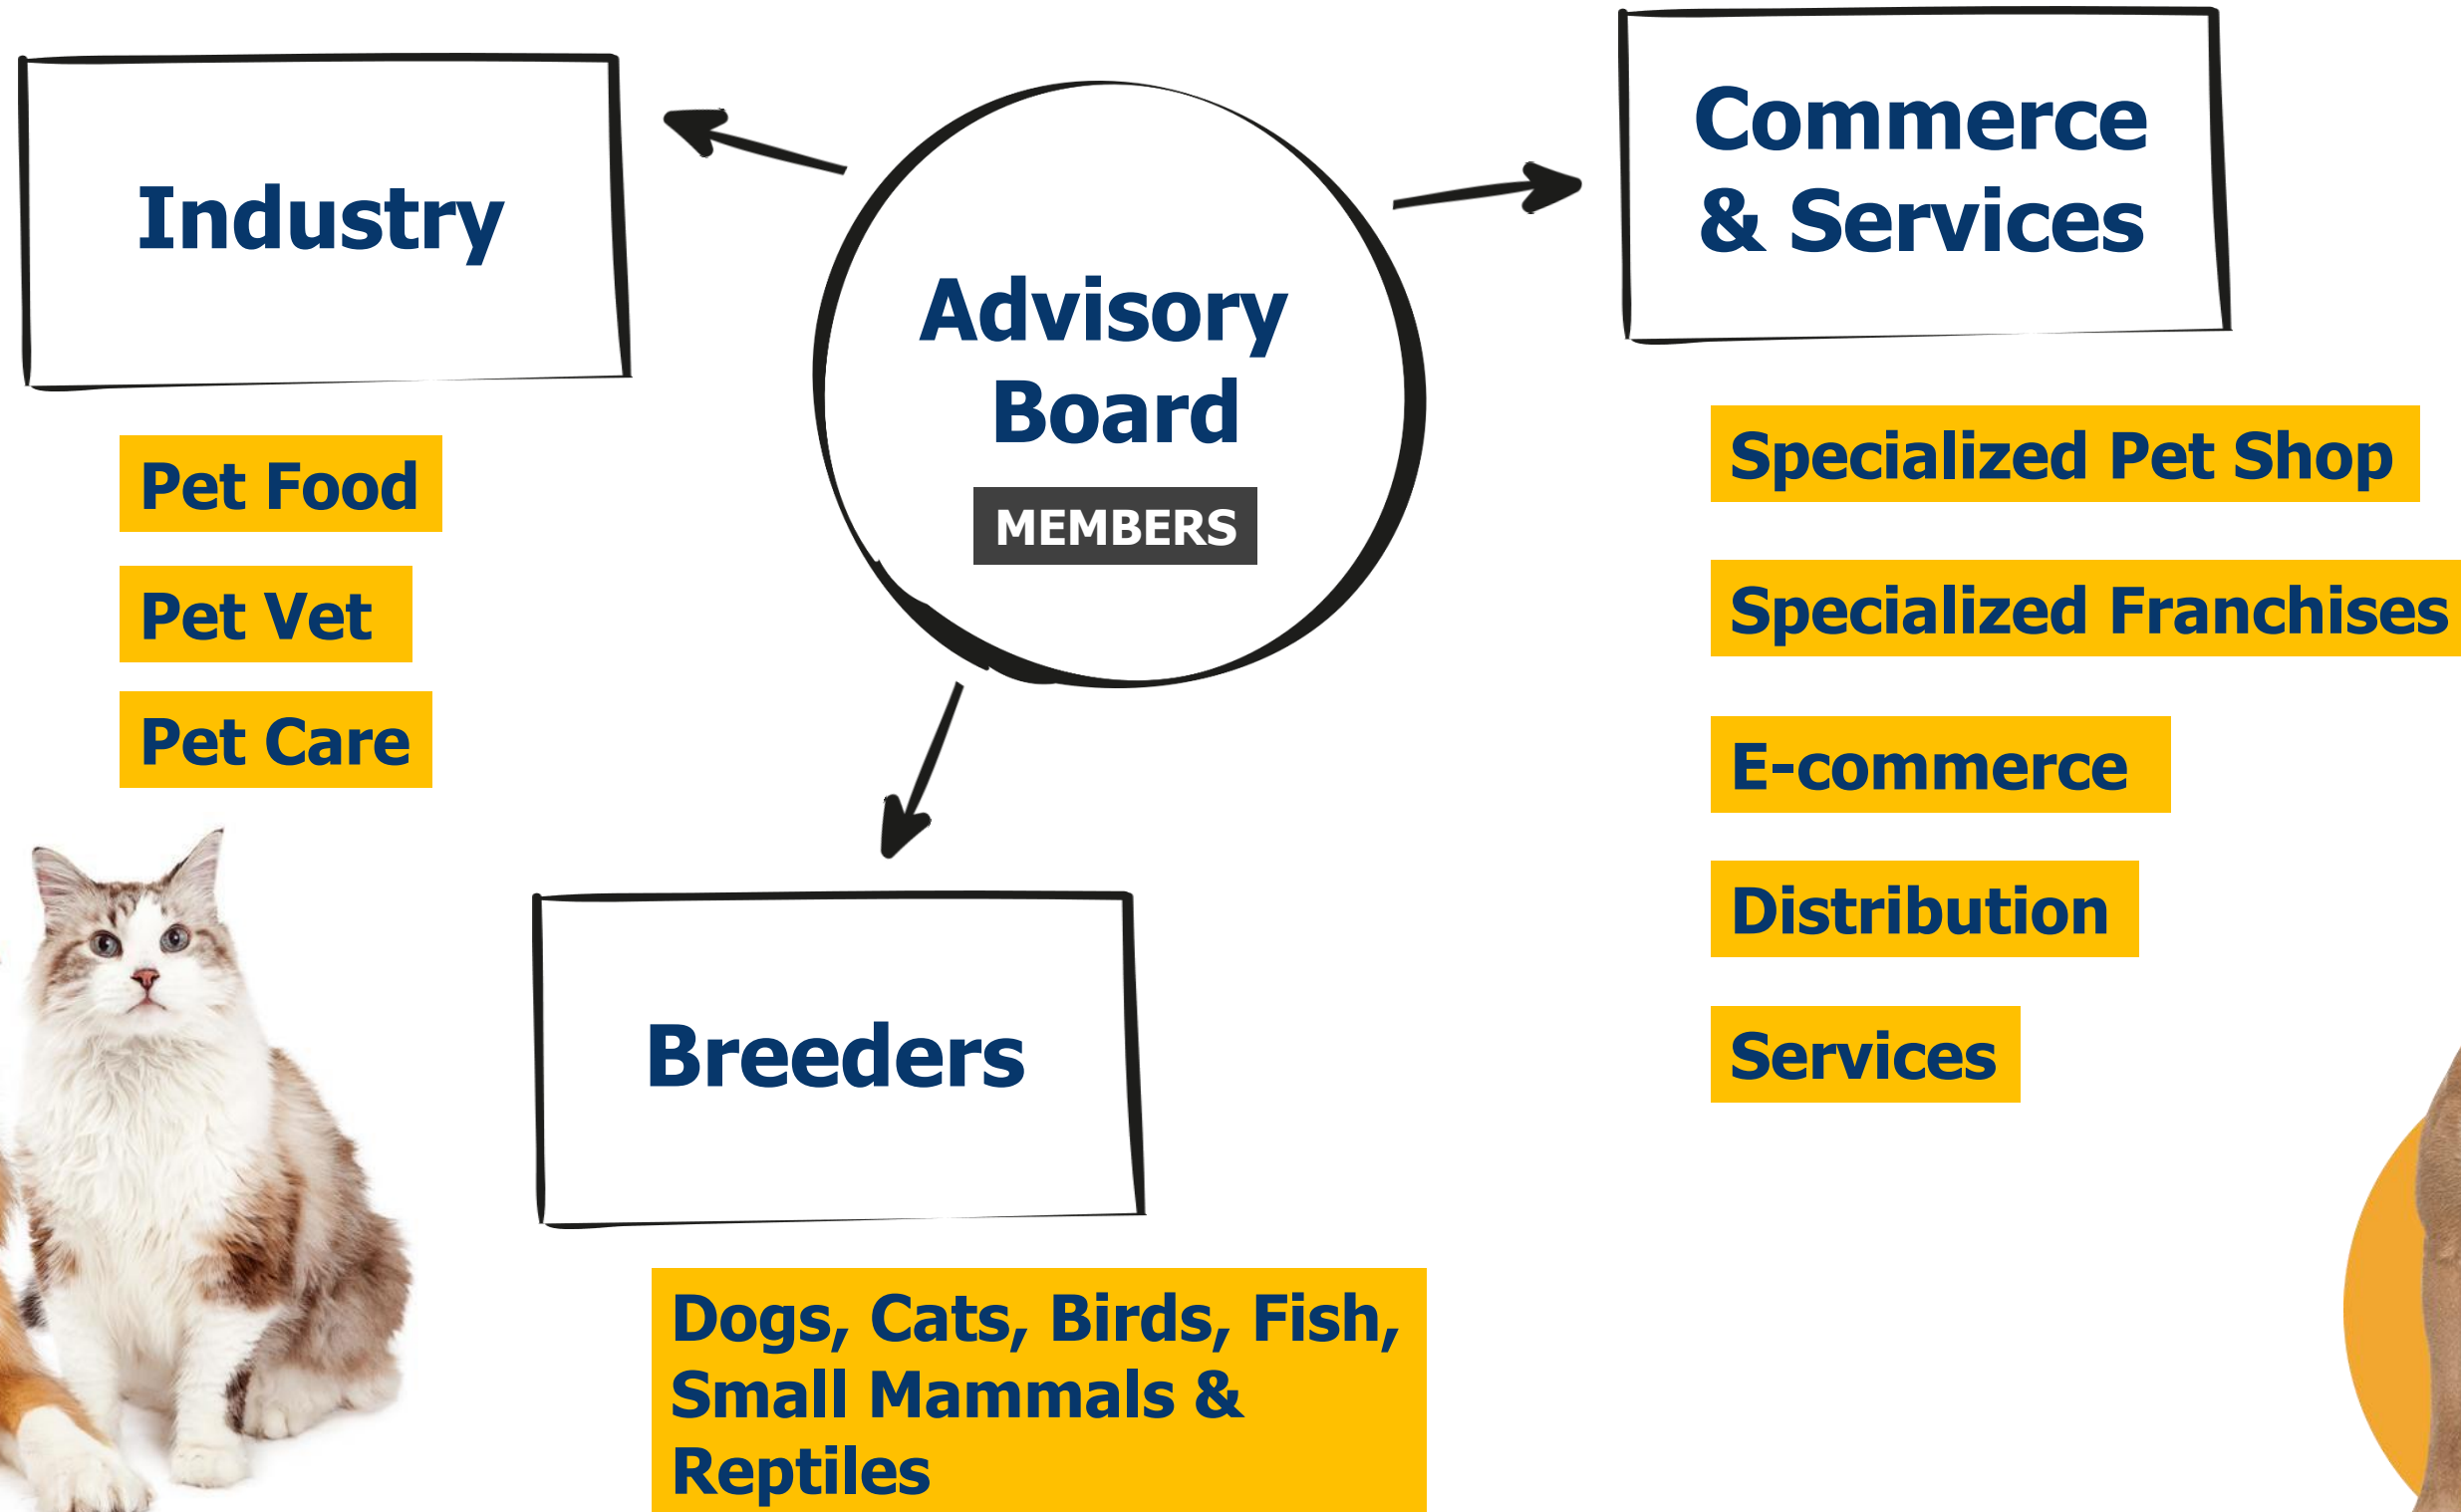 Industry
Pet Food
Pet Vet
Pet Care
Advisory
Board
MEMBERS
Commerce
& Services
Specialized Pet Shop
Specialized Franchises
E-commerce
Distribution
Services
Breeders
Dogs, Cats, Birds, Fish,
Small Mammals &
Reptiles